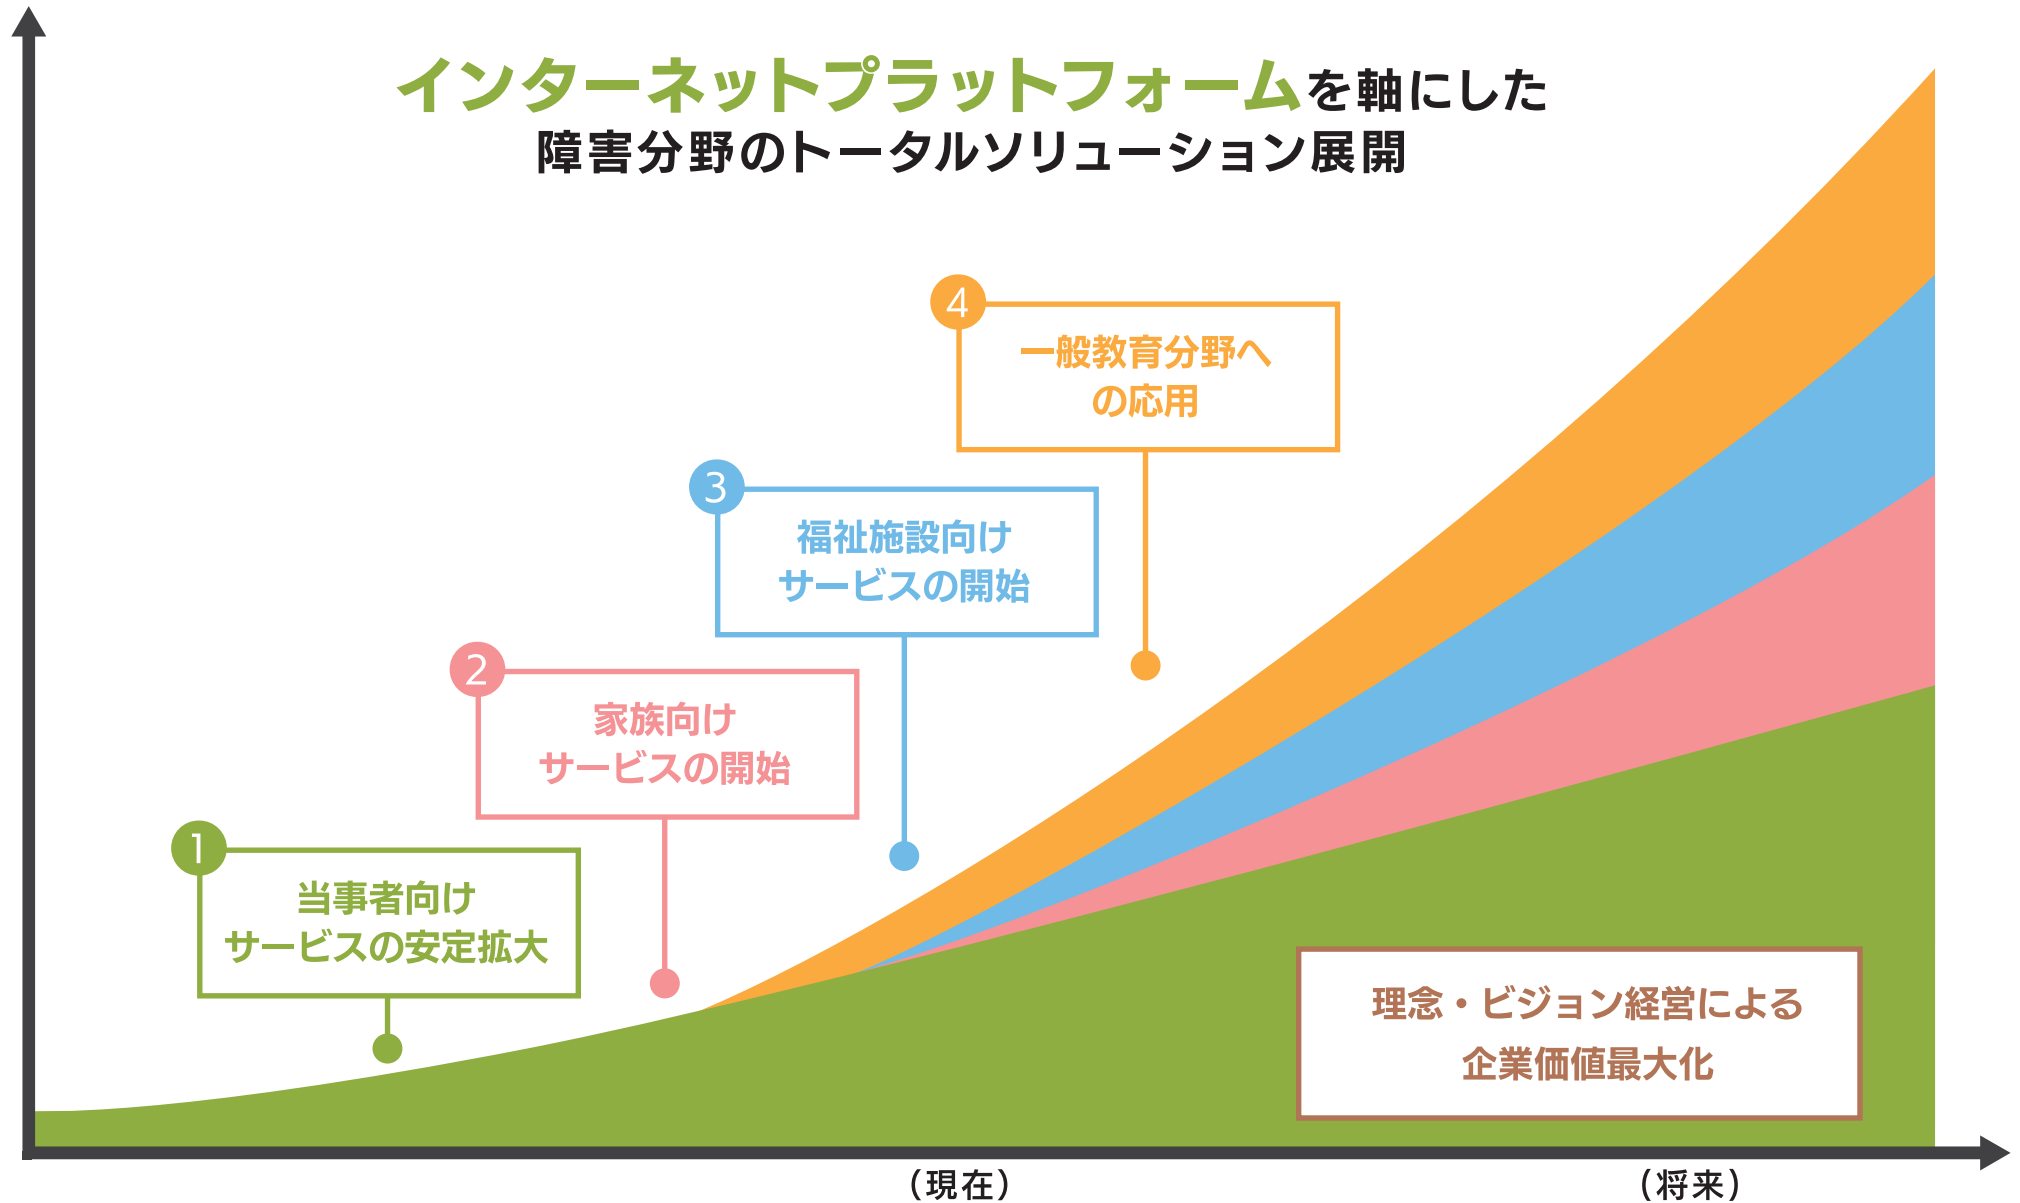 インターネットプラットフォームを軸にした
障害分野のトータルソリューション展開
4
一般教育分野へ
の応用
3
福祉施設向け
サービスの開始
2
家族向け
サービスの開始
1
当事者向け
サービスの安定拡大
理念・ビジョン経営による
企業価値最大化
(現在)
(将来)